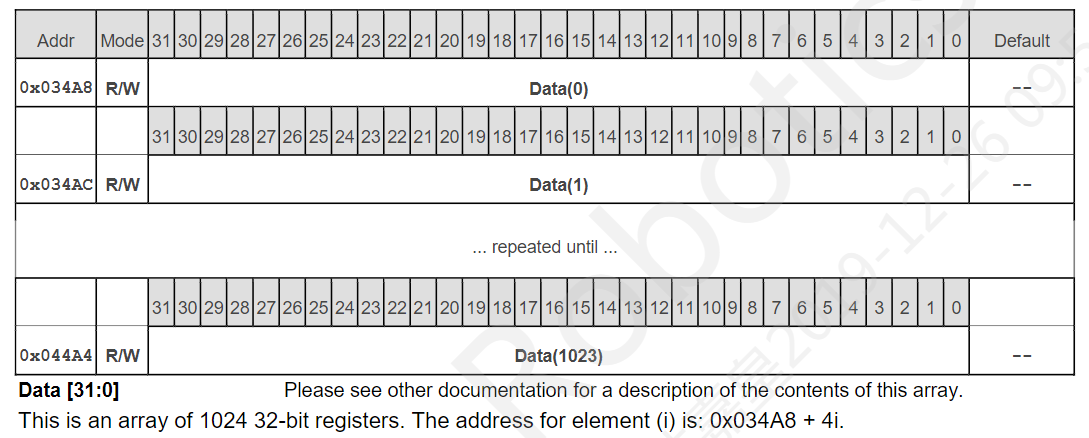 Addr Mode 31 30 29 28 27 26 25 24 23 22 21 20 19 18 17 16 15 14 13 12 11 10 9 8 7 6 5 4 3 2 1 0 Default
0x034A8 R/W Data(0) --
31 30 29 28 27 26 25 24 23 22 21 20 19 18 17 16 15 14 13 12 11 10 9 8 7 6 5 4 3 2 1 0
0x034AC R/W Data(1) --
... repeated until ...
31 30 29 28 27 26 25 24 23 22 21 20 19 18 17 16 15 14 13 12 11 10 9 8 7 6 5 4 3 2 1 0
0x044A4 R/W Data(1023) --
Data [31:0] Please see other documentation for a description of the contents of this array.
This is an array of 1024 32-bit registers. The address for element (i) is: 0x034A8 + 4i.
Robotics
2019-12-26 09:5